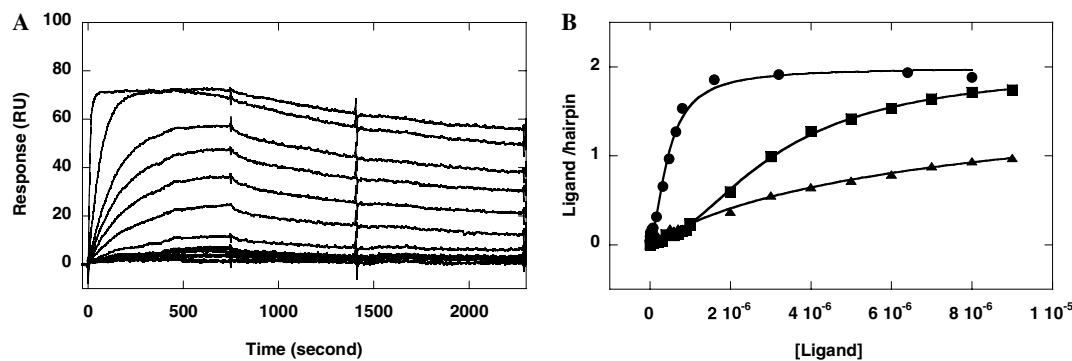 A
100
80
60
40
20
0
Response (RU)
0 500 1000 1500 2000
Time (second)
B
2
1
0
Ligand /hairpin
0 2 10⁻⁶ 4 10⁻⁶ 6 10⁻⁶ 8 10⁻⁶ 1 10⁻⁵
[Ligand]